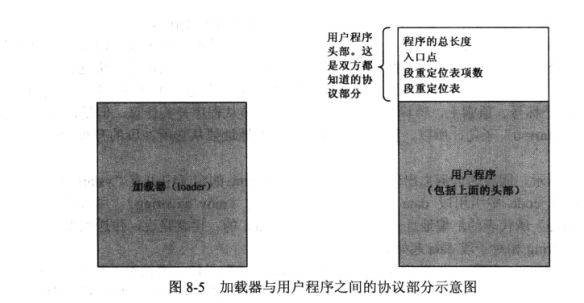 用户程序
头部。这
是双方都
知道的协
议部分
程序的总长度
入口点
段重定位表项数
段重定位表
加载器（loader）
用户程序
（包括上面的头部）
图 8-5 加载器与用户程序之间的协议部分示意图